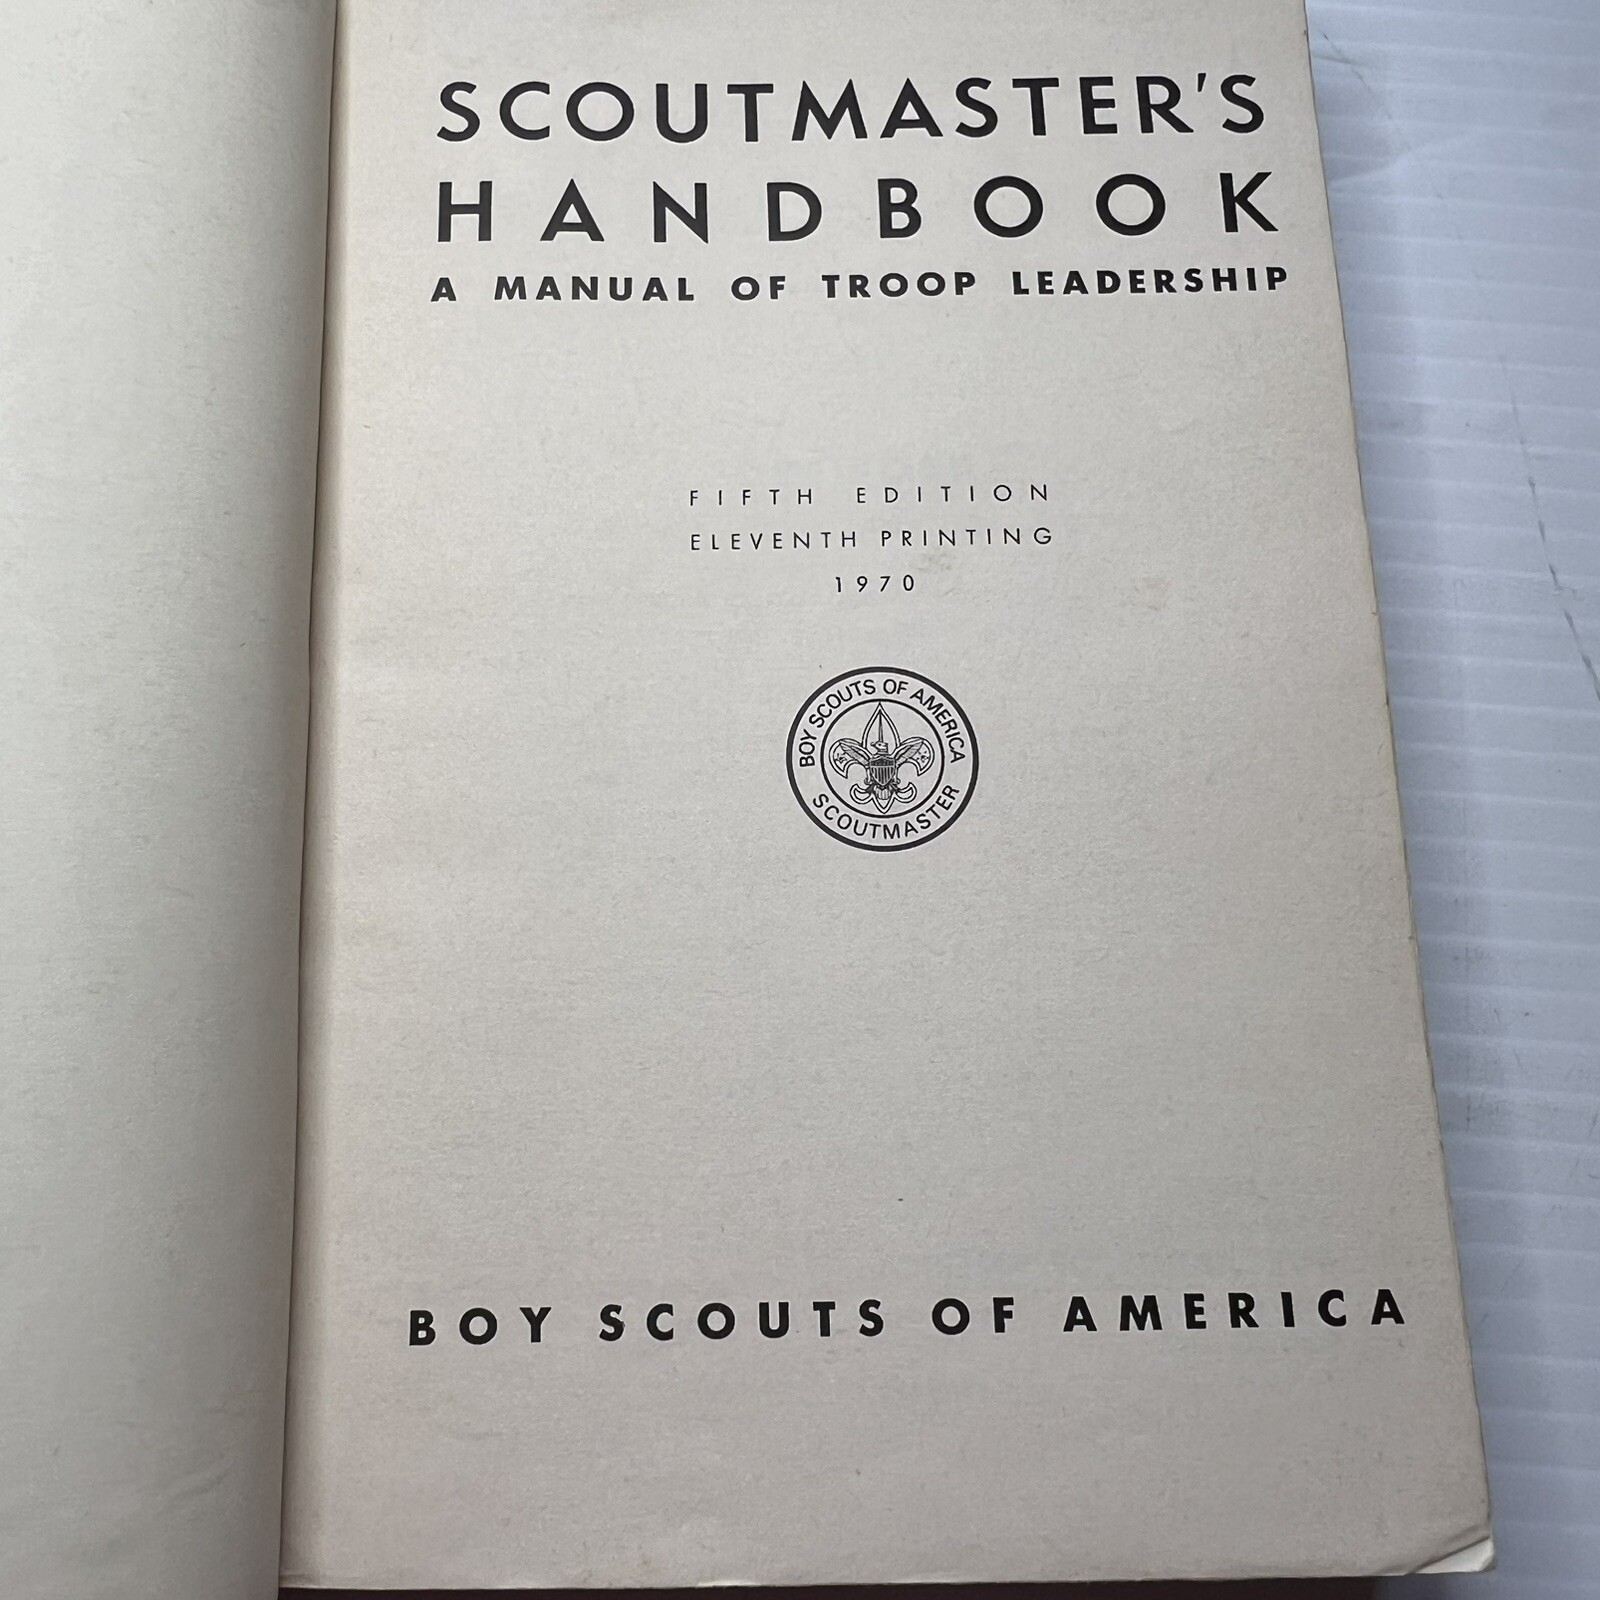 SCOUTMASTER'S
HANDBOOK
A MANUAL OF TROOP LEADERSHIP
FIFTH EDITION
ELEVENTH PRINTING
1970
BOY SCOUTS OF AMERICA
SCOUTMASTER
BOY SCOUTS OF AMERICA